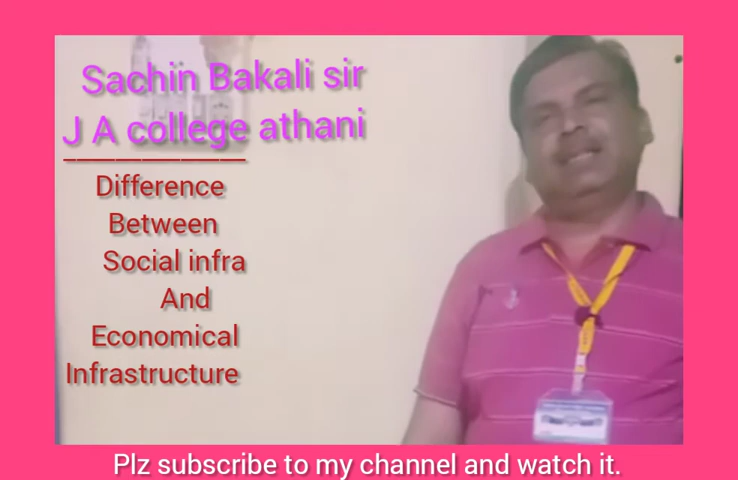 Sachin Bakali sir
J A college athani
Difference
Between
Social infra
And
Economical
Infrastructure
Plz subscribe to my channel and watch it.